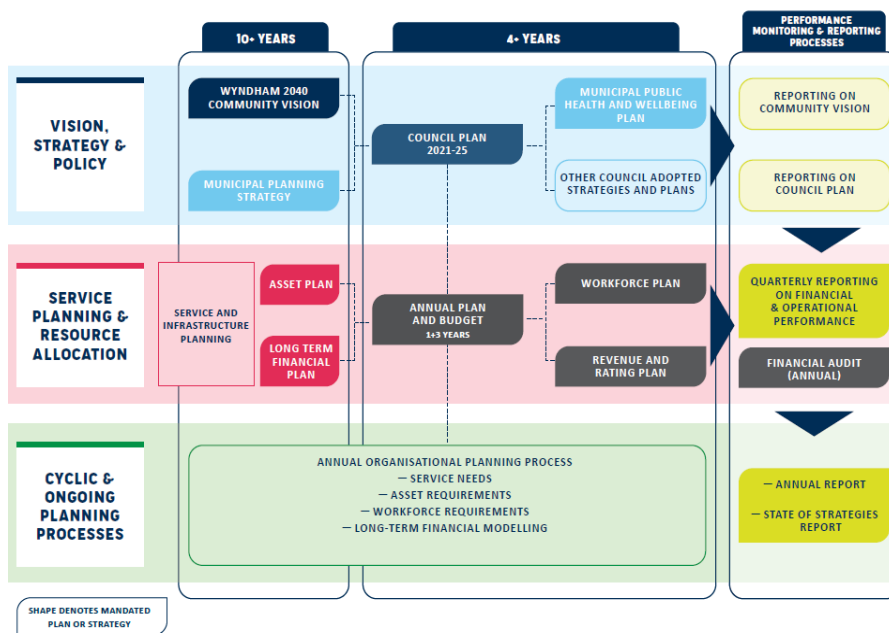 10+ YEARS
4+ YEARS
PERFORMANCE
MONITORING & REPORTING
PROCESSES
VISION,
STRATEGY &
POLICY
WYNDHAM 2040
COMMUNITY VISION
MUNICIPAL PLANNING
STRATEGY
COUNCIL PLAN
2021-25
MUNICIPAL PUBLIC
HEALTH AND WELLBEING
PLAN
OTHER COUNCIL ADOPTED
STRATEGIES AND PLANS
REPORTING ON
COMMUNITY VISION
REPORTING ON
COUNCIL PLAN
SERVICE
PLANNING &
RESOURCE
ALLOCATION
SERVICE AND
INFRASTRUCTURE
PLANNING
ASSET PLAN
LONG TERM
FINANCIAL
PLAN
ANNUAL PLAN
AND BUDGET
1+3 YEARS
WORKFORCE PLAN
REVENUE AND
RATING PLAN
QUARTERLY REPORTING
ON FINANCIAL
& OPERATIONAL
PERFORMANCE
FINANCIAL AUDIT
(ANNUAL)
CYCLIC &
ONGOING
PLANNING
PROCESSES
ANNUAL ORGANISATIONAL PLANNING PROCESS
— SERVICE NEEDS
— ASSET REQUIREMENTS
— WORKFORCE REQUIREMENTS
— LONG-TERM FINANCIAL MODELLING
— ANNUAL REPORT
— STATE OF STRATEGIES
REPORT
SHAPE DENOTES MANDATED
PLAN OR STRATEGY